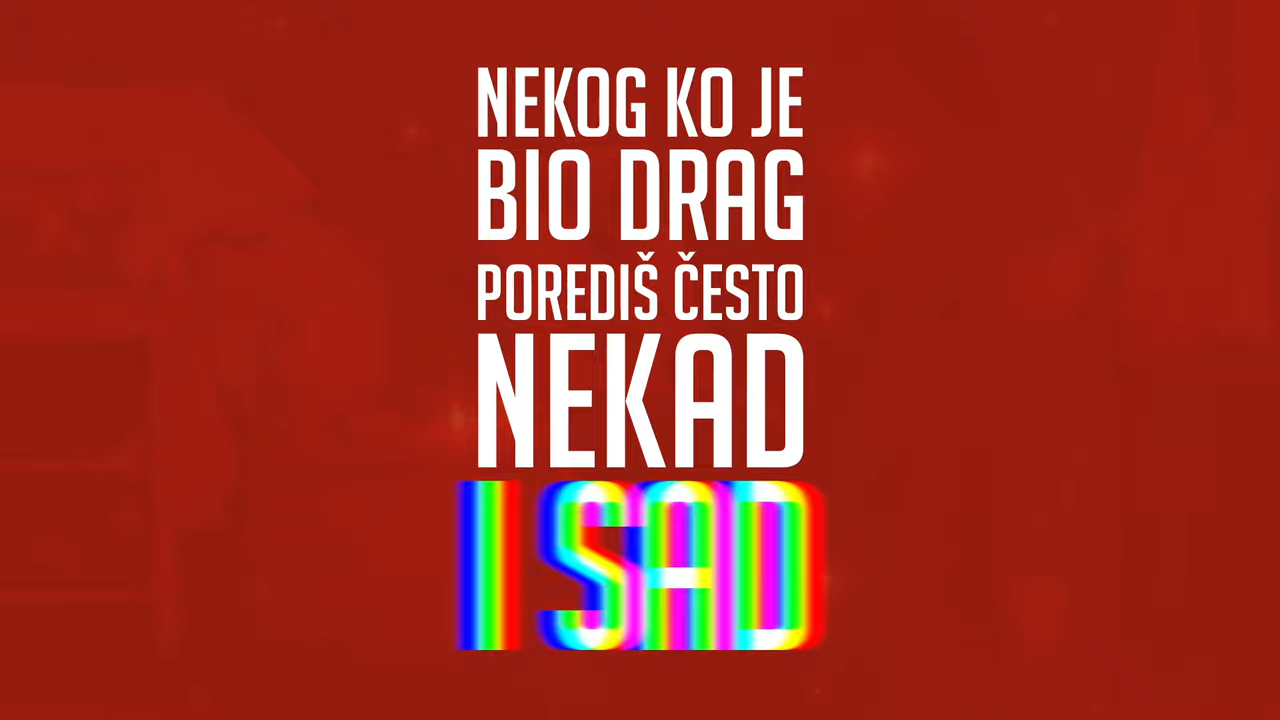 NEKOG KO JE
BIO DRAG
POREDIŠ ČESTO
NEKAD
I SAD